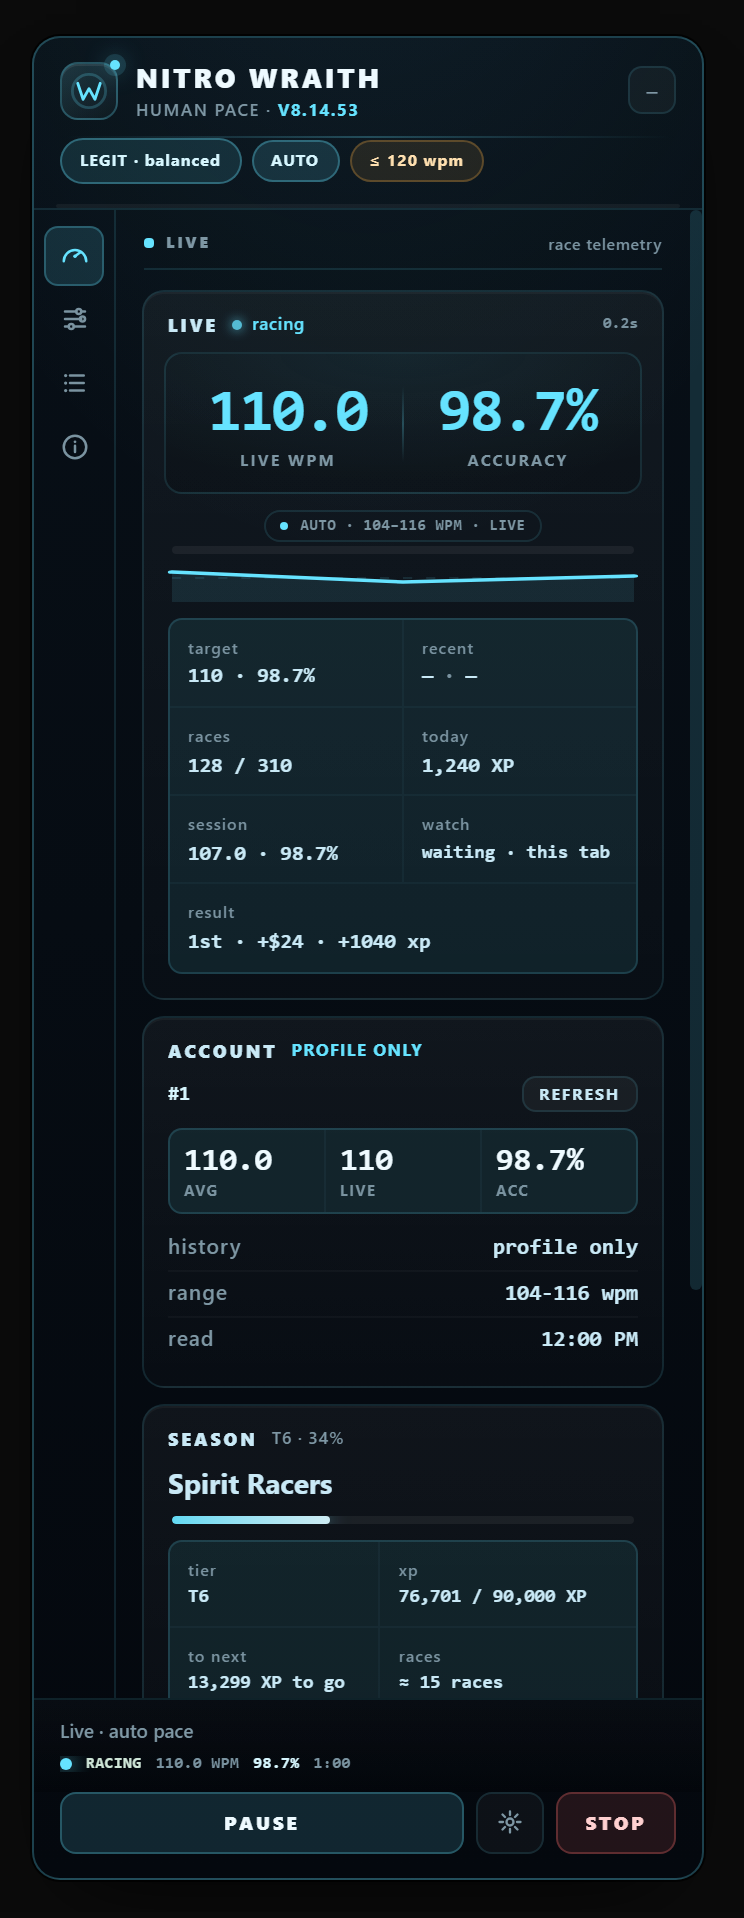 NITRO WRAITH
HUMAN PACE · V8.14.53
–
LEGIT · balanced
AUTO
≤ 120 wpm
LIVE
race telemetry
LIVE racing 0.2s
110.0 98.7%
LIVE WPM ACCURACY
AUTO · 104–116 WPM · LIVE
target recent
110 · 98.7% — · —
races today
128 / 310 1,240 XP
session watch
107.0 · 98.7% waiting · this tab
result
1st · +$24 · +1040 xp
ACCOUNT PROFILE ONLY
#1 REFRESH
110.0 110 98.7%
AVG LIVE ACC
history profile only
range 104-116 wpm
read 12:00 PM
SEASON T6 · 34%
Spirit Racers
tier xp
T6 76,701 / 90,000 XP
to next races
13,299 XP to go ≈ 15 races
Live · auto pace
RACING 110.0 WPM 98.7% 1:00
PAUSE STOP